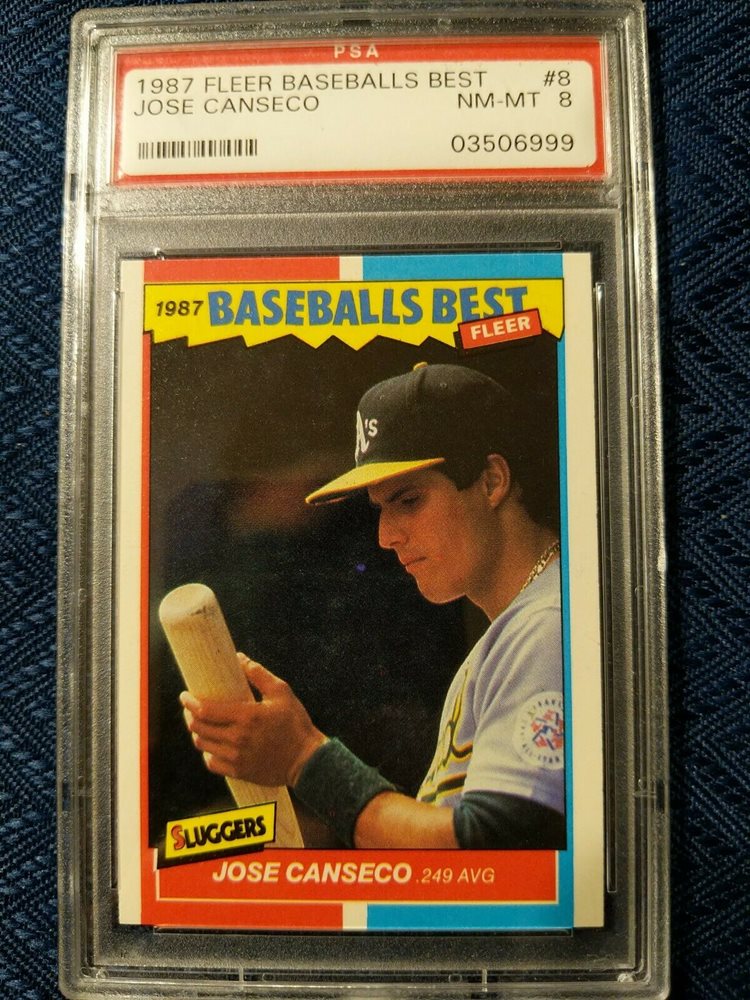 PSA
1987 FLEER BASEBALLS BEST #8
JOSE CANSECO NM-MT 8
03506999
1987 BASEBALLS BEST
FLEER
A's
SLUGGERS
JOSE CANSECO .249 AVG